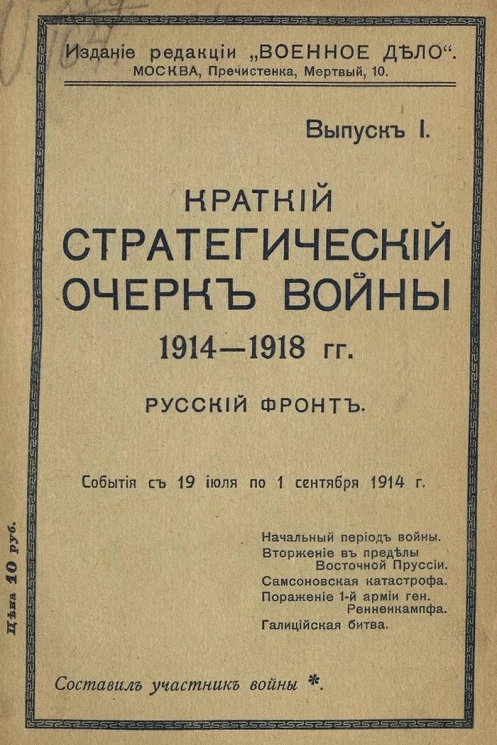 Изданіе редакціи „ВОЕННОЕ ДѢЛО“.
МОСКВА, Пречистенка, Мертвый, 10.
Выпускъ I.
КРАТКІЙ
СТРАТЕГИЧЕСКІЙ
ОЧЕРКЪ ВОЙНЫ
1914—1918 гг.
РУССКІЙ ФРОНТЪ.
Событія съ 19 іюля по 1 сентября 1914 г.
Начальный періодъ войны.
Вторженіе въ предѣлы
Восточной Пруссіи.
Самсоновская катастрофа.
Пораженіе 1-й арміи ген.
Ренненкампфа.
Галиційская битва.
Цѣна 10 руб.
Составилъ участникъ войны *.